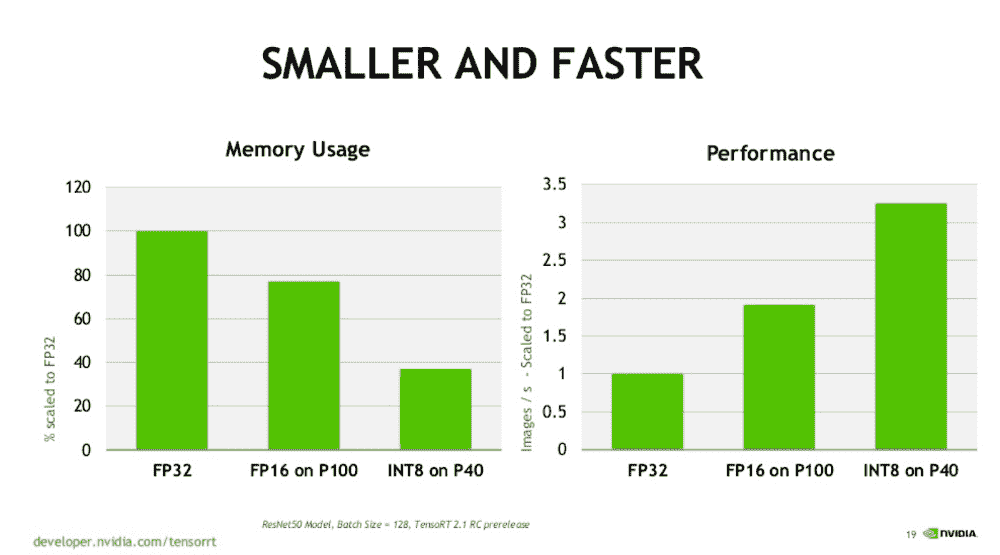 SMALLER AND FASTER
Memory Usage
% scaled to FP32
120
100
80
60
40
20
0
FP32
FP16 on P100
INT8 on P40
Performance
Images / s - Scaled to FP32
3.5
3
2.5
2
1.5
1
0.5
0
FP32
FP16 on P100
INT8 on P40
ResNet50 Model, Batch Size = 128, TensoRT 2.1 RC prerelease
developer.nvidia.com/tensorrt
19
NVIDIA